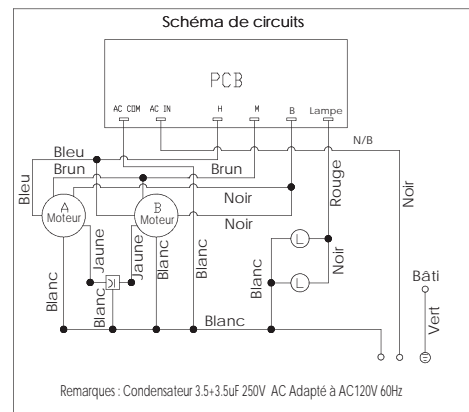 Schéma de circuits
PCB
AC COM AC IN H M B Lampe
N/B
Bleu
Brun Brun
Bleu
Noir
Noir
A
Moteur
B
Moteur
Rouge
Noir
L
L
Noir
Jaune
Jaune
Blanc
Blanc
Blanc
Blanc
Blanc
Blanc
Bâti
Vert
Remarques : Condensateur 3.5+3.5uF 250V AC Adapté à AC120V 60Hz